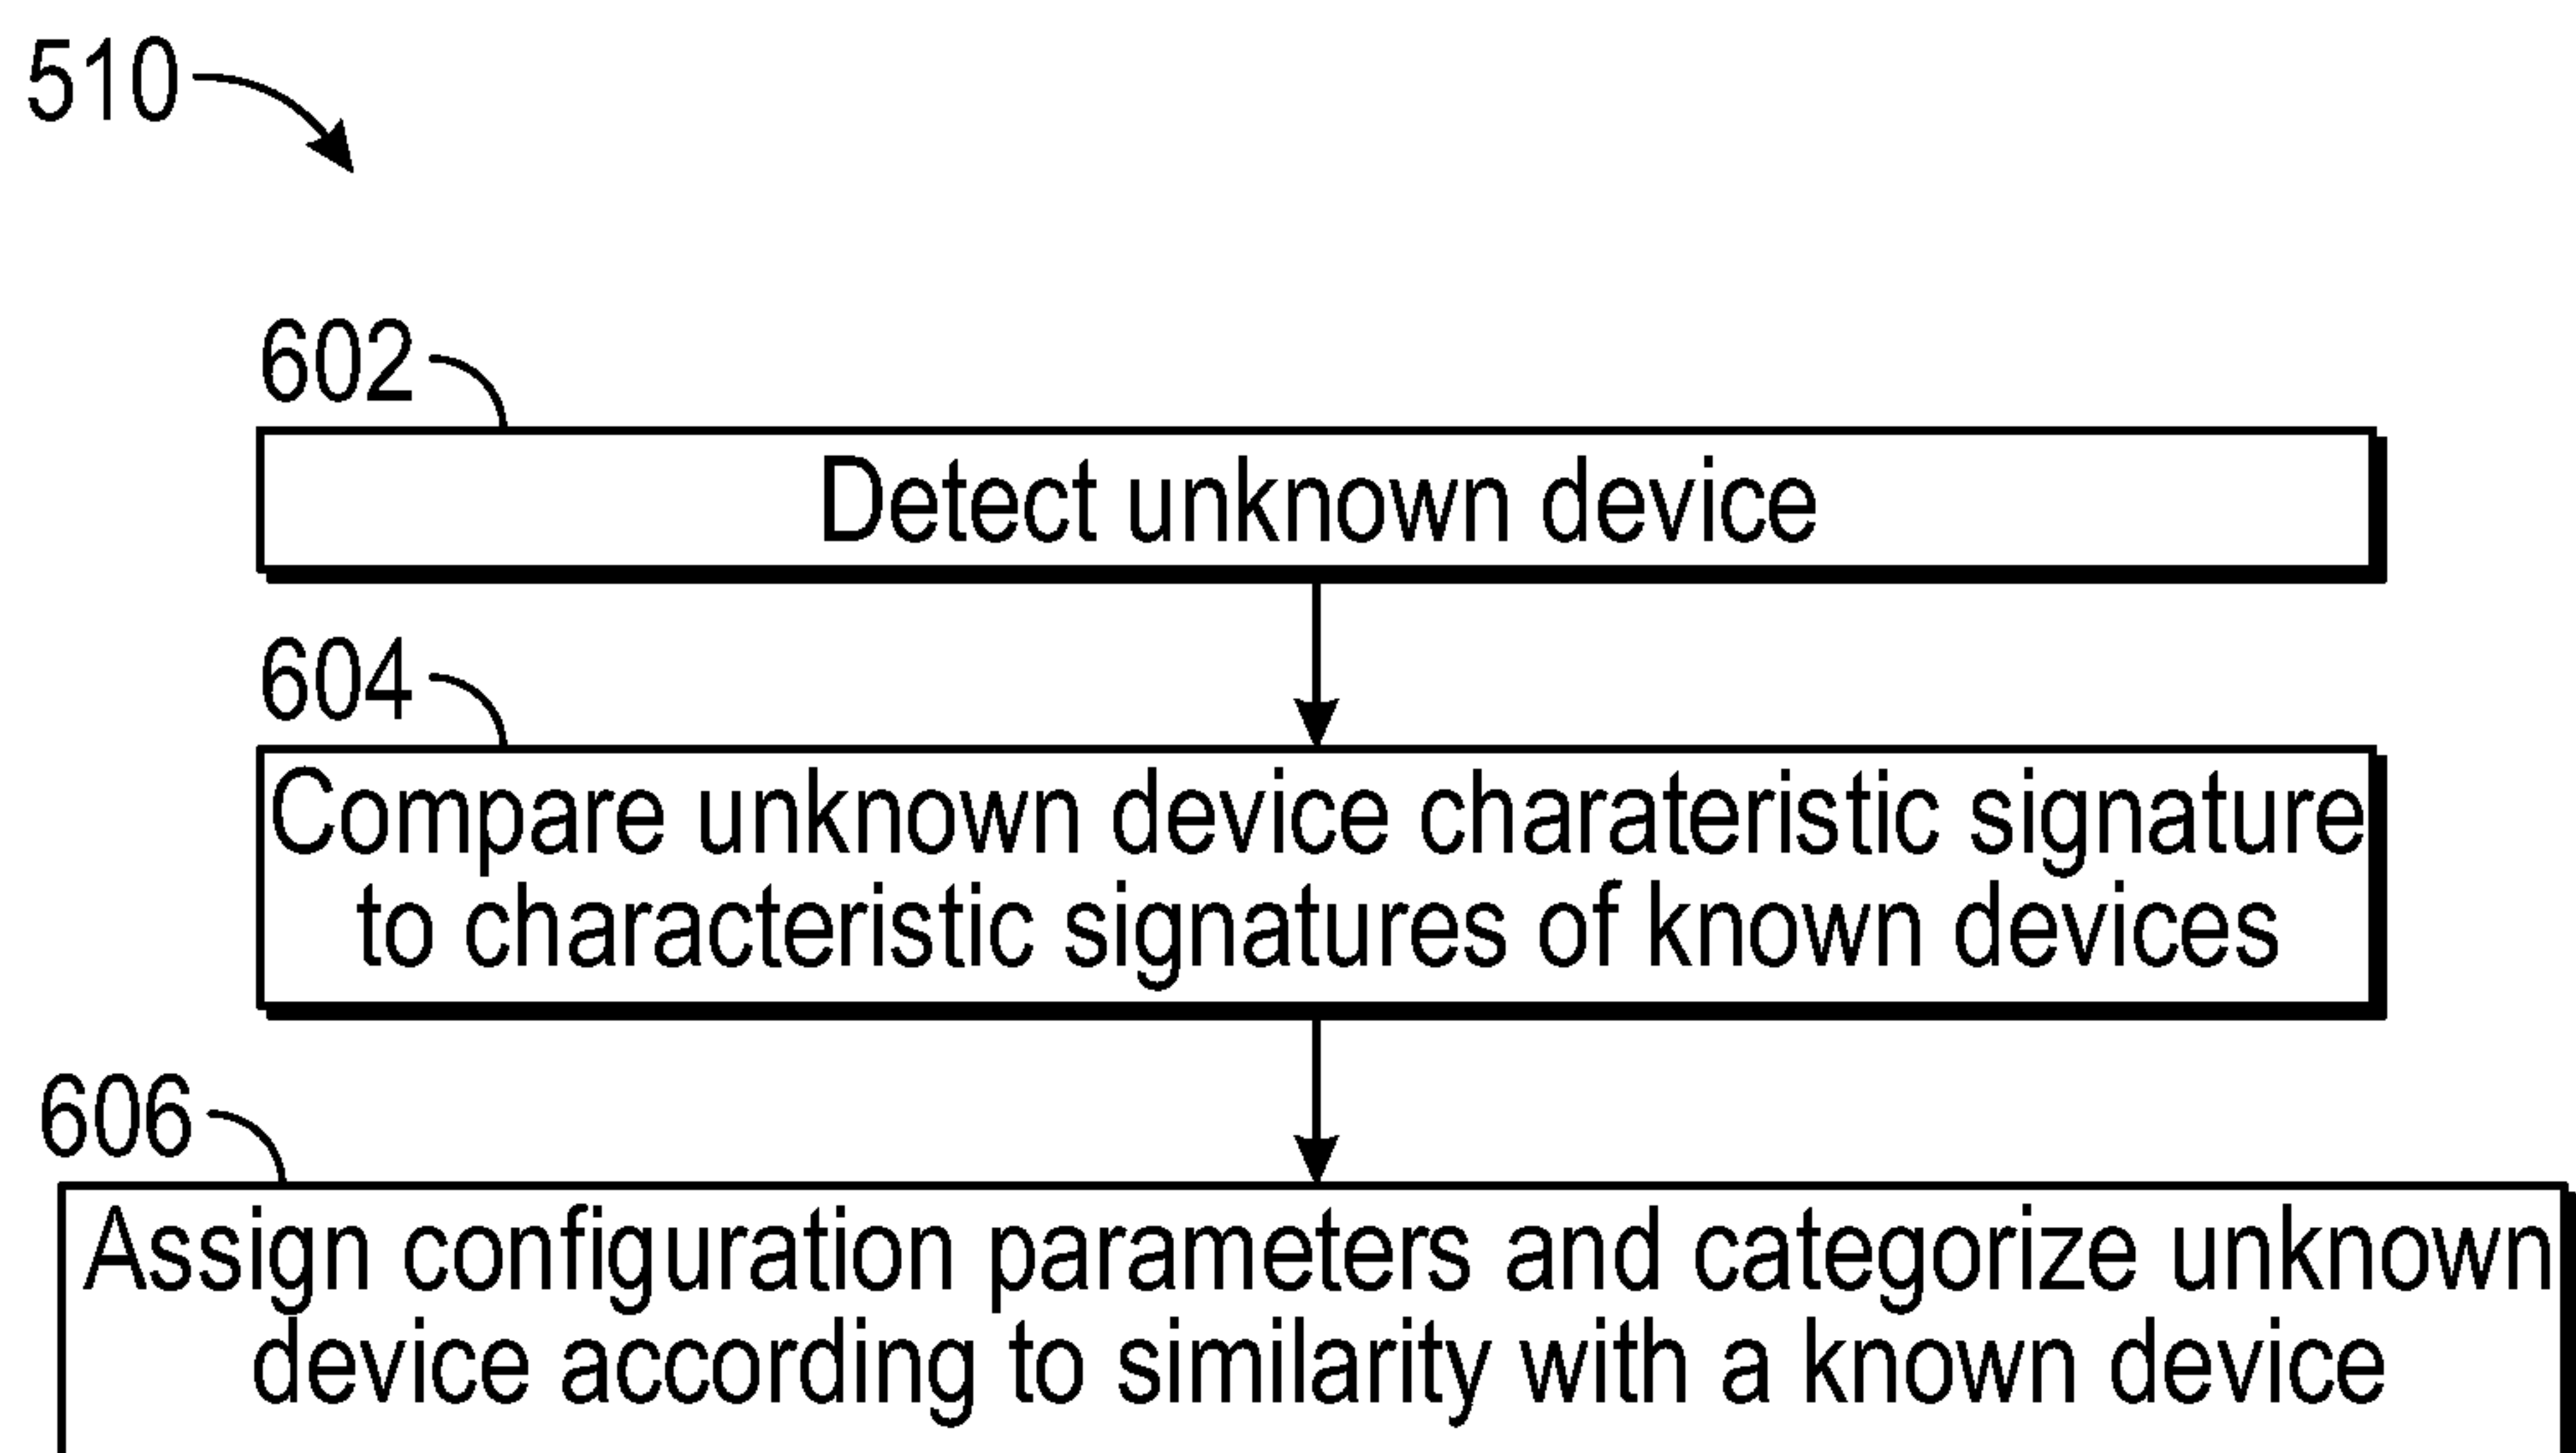 510
602
Detect unknown device
604
Compare unknown device charateristic signature
to characteristic signatures of known devices
606
Assign configuration parameters and categorize unknown
device according to similarity with a known device